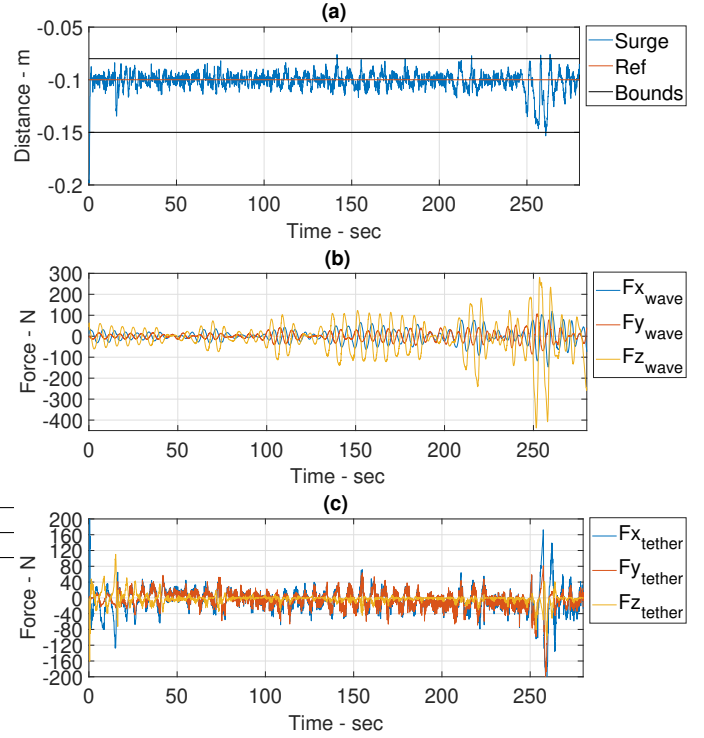 (a)
-0.05
-0.1
-0.15
-0.2
Distance - m
0 50 100 150 200 250
Time - sec
Surge
Ref
Bounds
(b)
300
200
100
0
-100
-200
-300
-400
Force - N
0 50 100 150 200 250
Time - sec
Fx wave
Fy wave
Fz wave
(c)
200
160
120
80
40
0
-40
-80
-120
-160
-200
Force - N
0 50 100 150 200 250
Time - sec
Fx tether
Fy tether
Fz tether